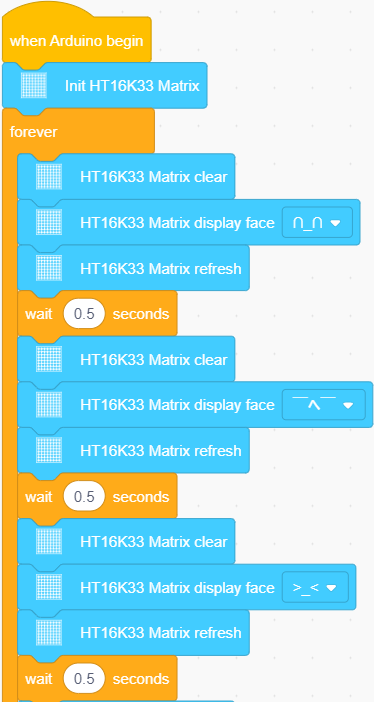 when Arduino begin
Init HT16K33 Matrix
forever
HT16K33 Matrix clear
HT16K33 Matrix display face ∩_∩
HT16K33 Matrix refresh
wait 0.5 seconds
HT16K33 Matrix clear
HT16K33 Matrix display face ￣^￣
HT16K33 Matrix refresh
wait 0.5 seconds
HT16K33 Matrix clear
HT16K33 Matrix display face >_<
HT16K33 Matrix refresh
wait 0.5 seconds